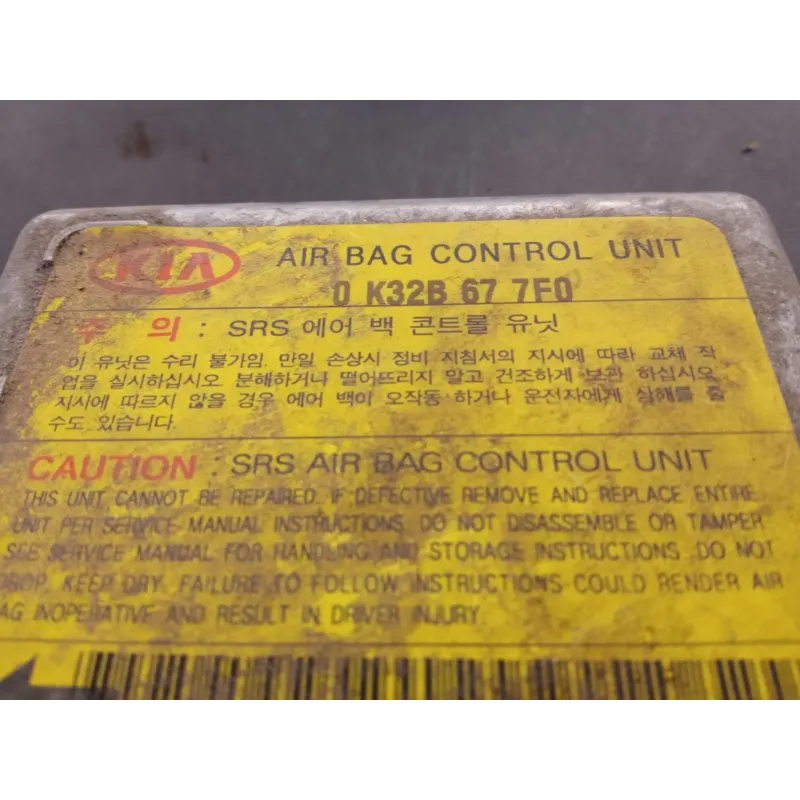 KIA
AIR BAG CONTROL UNIT
0 K32B 67 7F0
주 의 : SRS 에어 백 콘트롤 유닛
이 유닛은 수리 불가임. 만일 손상시 정비 지침서의 지시에 따라 교체 작
업을 실시하십시오. 분해하거나 떨어뜨리지 말고 건조하게 보관 하십시오.
지시에 따르지 않을 경우 에어 백이 오작동 하거나 운전자에게 상해를 줄
수도 있습니다.
CAUTION : SRS AIR BAG CONTROL UNIT
THIS UNIT CANNOT BE REPAIRED. IF DEFECTIVE REMOVE AND REPLACE ENTIRE
UNIT PER SERVICE MANUAL INSTRUCTIONS. DO NOT DISASSEMBLE OR TAMPER
SEE SERVICE MANUAL FOR HANDLING AND STORAGE INSTRUCTIONS. DO NOT
DROP. KEEP DRY. FAILURE TO FOLLOW INSTRUCTIONS COULD RENDER AIR
BAG INOPERATIVE AND RESULT IN DRIVER INJURY.